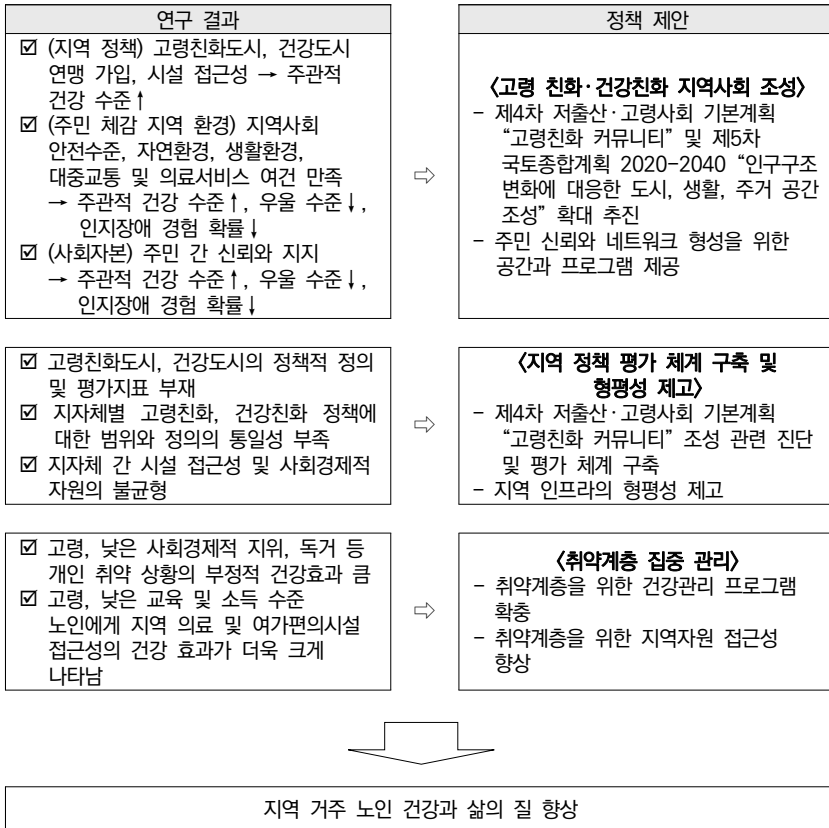 연구 결과
☑ (지역 정책) 고령친화도시, 건강도시
연맹 가입, 시설 접근성 → 주관적
건강 수준↑
☑ (주민 체감 지역 환경) 지역사회
안전수준, 자연환경, 생활환경,
대중교통 및 의료서비스 여건 만족
→ 주관적 건강 수준↑, 우울 수준↓,
인지장애 경험 확률↓
☑ (사회자본) 주민 간 신뢰와 지지
→ 주관적 건강 수준↑, 우울 수준↓,
인지장애 경험 확률↓
⇨
정책 제안
〈고령 친화·건강친화 지역사회 조성〉
- 제4차 저출산·고령사회 기본계획
“고령친화 커뮤니티” 및 제5차
국토종합계획 2020-2040 “인구구조
변화에 대응한 도시, 생활, 주거 공간
조성” 확대 추진
- 주민 신뢰와 네트워크 형성을 위한
공간과 프로그램 제공
☑ 고령친화도시, 건강도시의 정책적 정의
및 평가지표 부재
☑ 지자체별 고령친화, 건강친화 정책에
대한 범위와 정의의 통일성 부족
☑ 지자체 간 시설 접근성 및 사회경제적
자원의 불균형
⇨
〈지역 정책 평가 체계 구축 및
형평성 제고〉
- 제4차 저출산·고령사회 기본계획
“고령친화 커뮤니티” 조성 관련 진단
및 평가 체계 구축
- 지역 인프라의 형평성 제고
☑ 고령, 낮은 사회경제적 지위, 독거 등
개인 취약 상황의 부정적 건강효과 큼
☑ 고령, 낮은 교육 및 소득 수준
노인에게 지역 의료 및 여가편의시설
접근성의 건강 효과가 더욱 크게
나타남
⇨
〈취약계층 집중 관리〉
- 취약계층을 위한 건강관리 프로그램
확충
- 취약계층을 위한 지역자원 접근성
향상
지역 거주 노인 건강과 삶의 질 향상